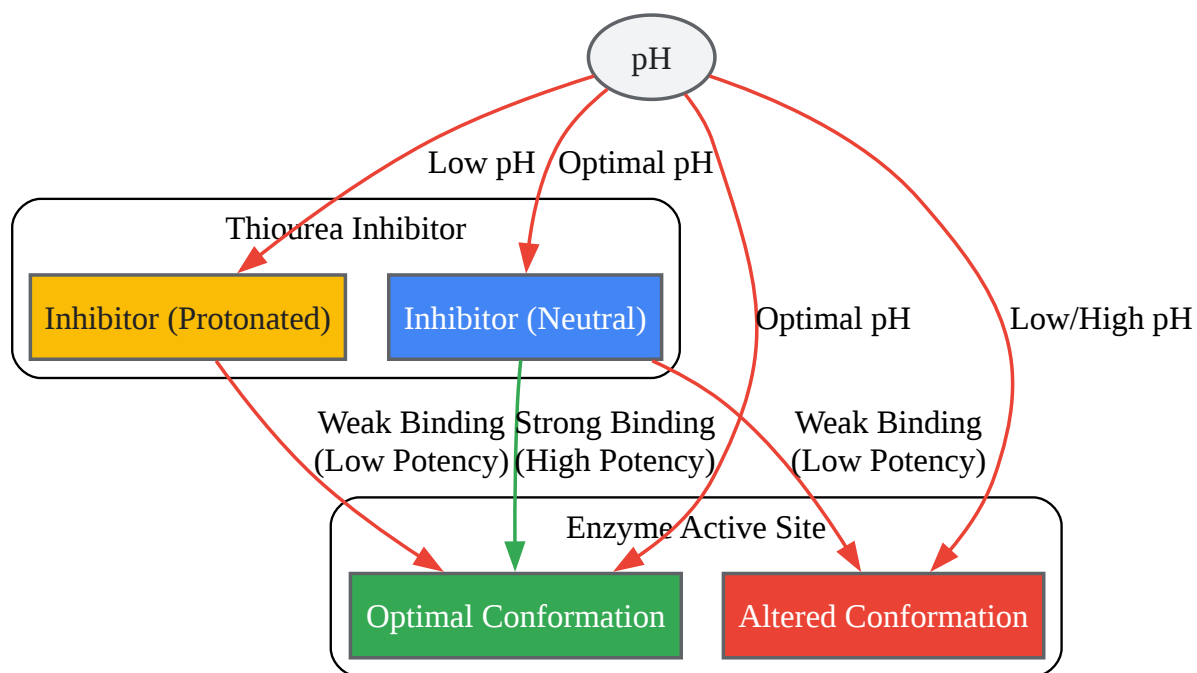 pH
Low pH
Optimal pH
Thiourea Inhibitor
Inhibitor (Protonated)
Inhibitor (Neutral)
Optimal pH
Low/High pH
Weak Binding
(Low Potency)
Strong Binding
(High Potency)
Weak Binding
(Low Potency)
Enzyme Active Site
Optimal Conformation
Altered Conformation